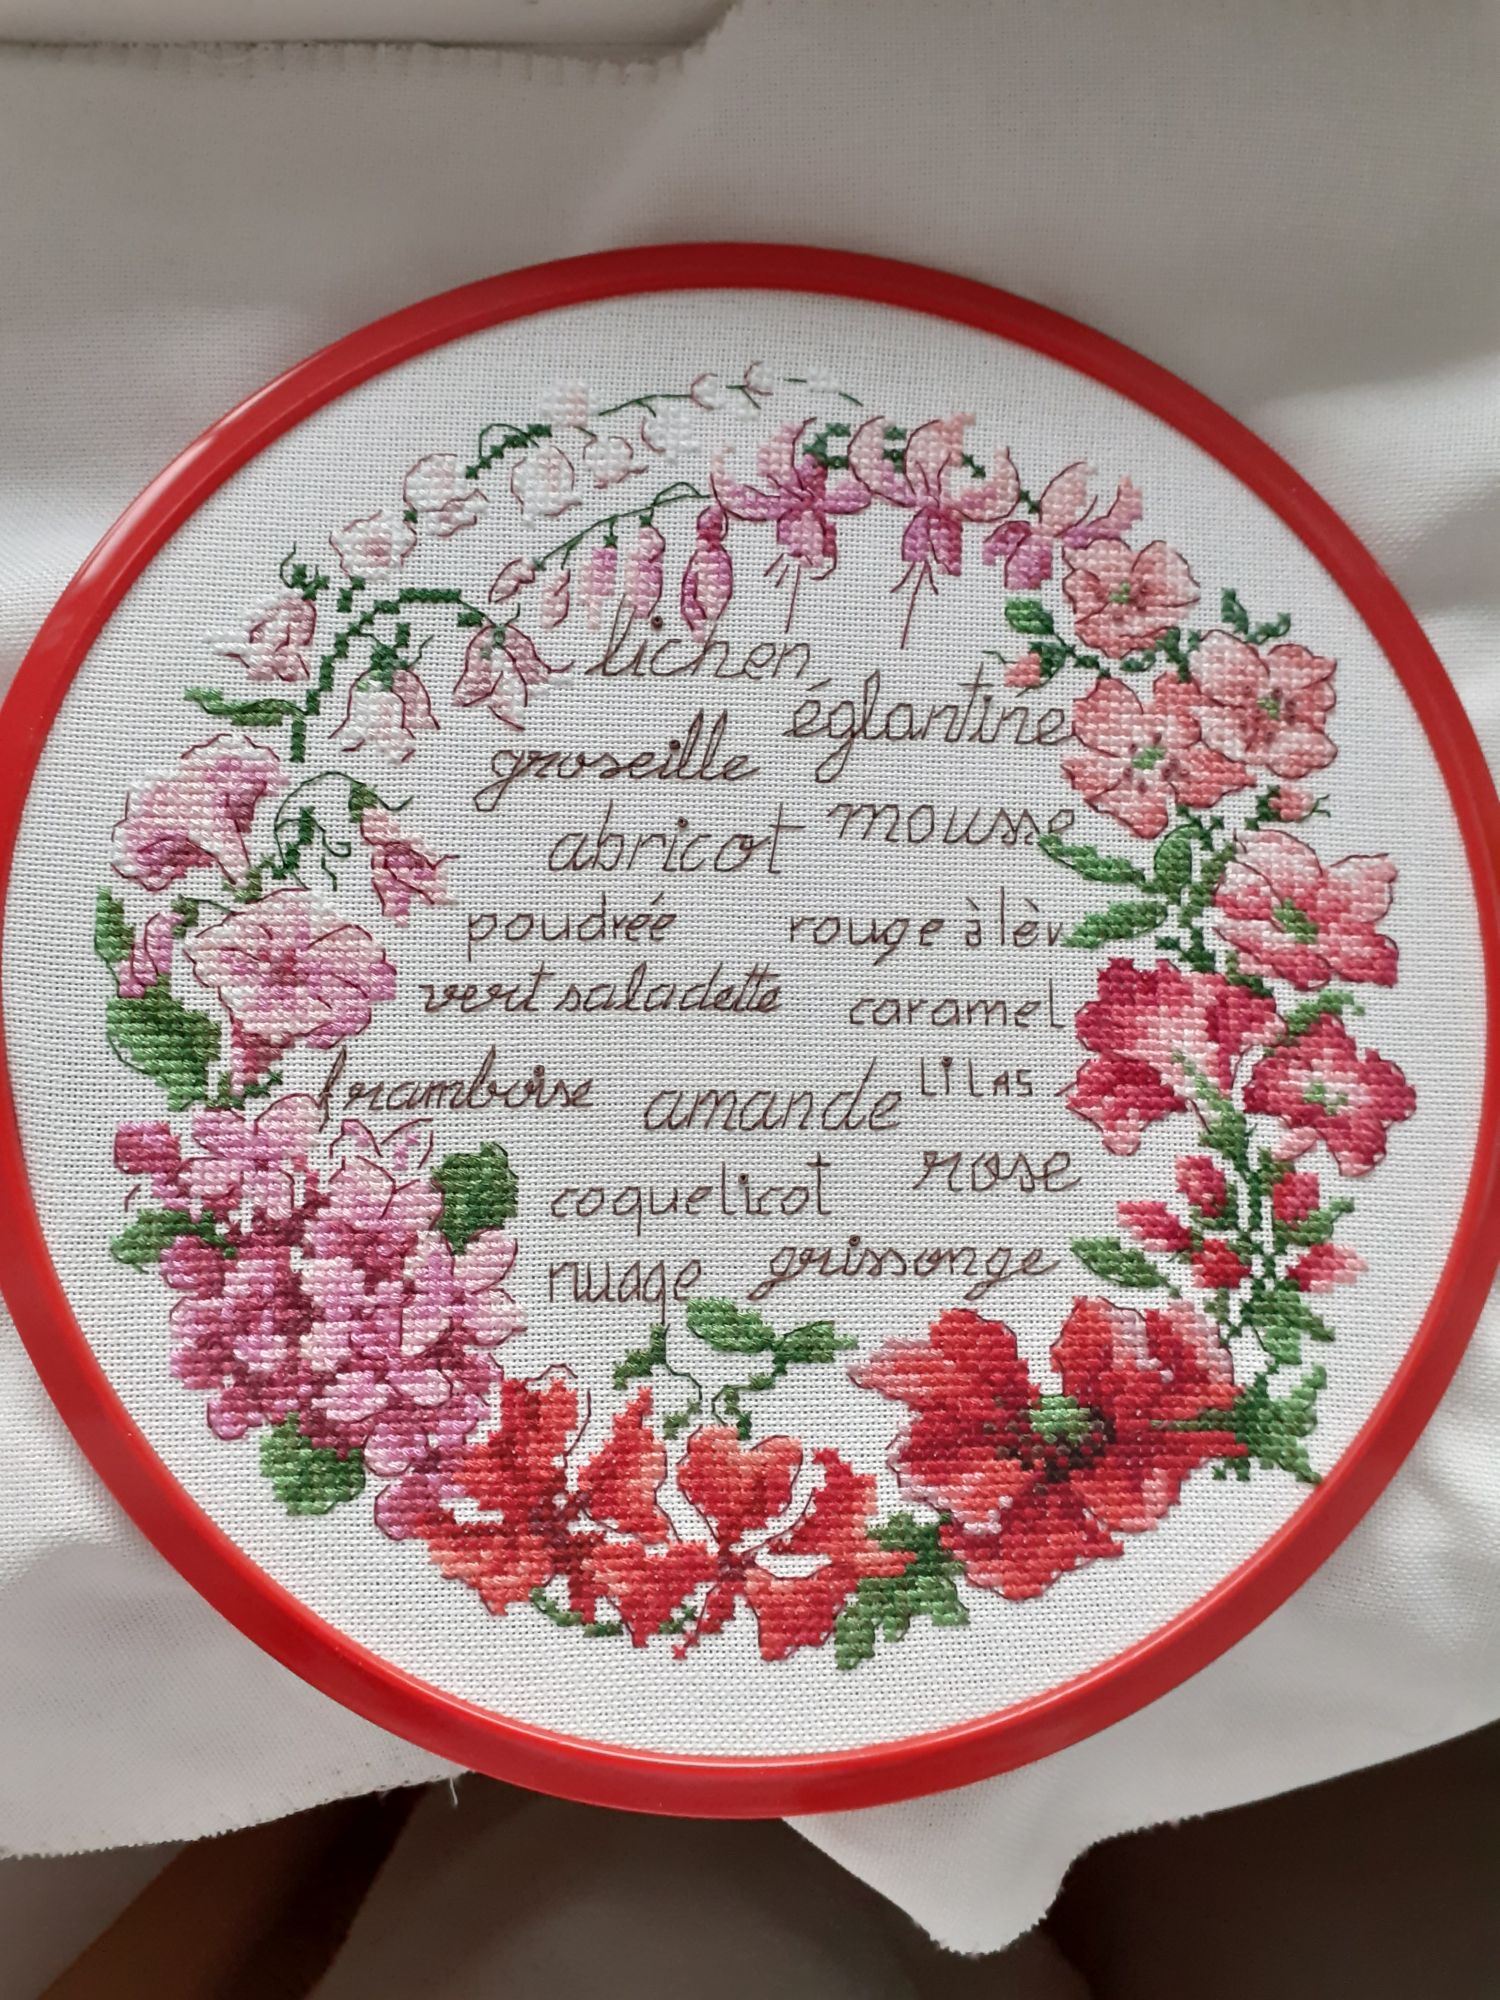 lichen
églantine
groseille
mousse
abricot
poudrée rouge à lèv
vert saladette caramel
framboise amande LiLAS
rose
coquelicot
nuage grissonge